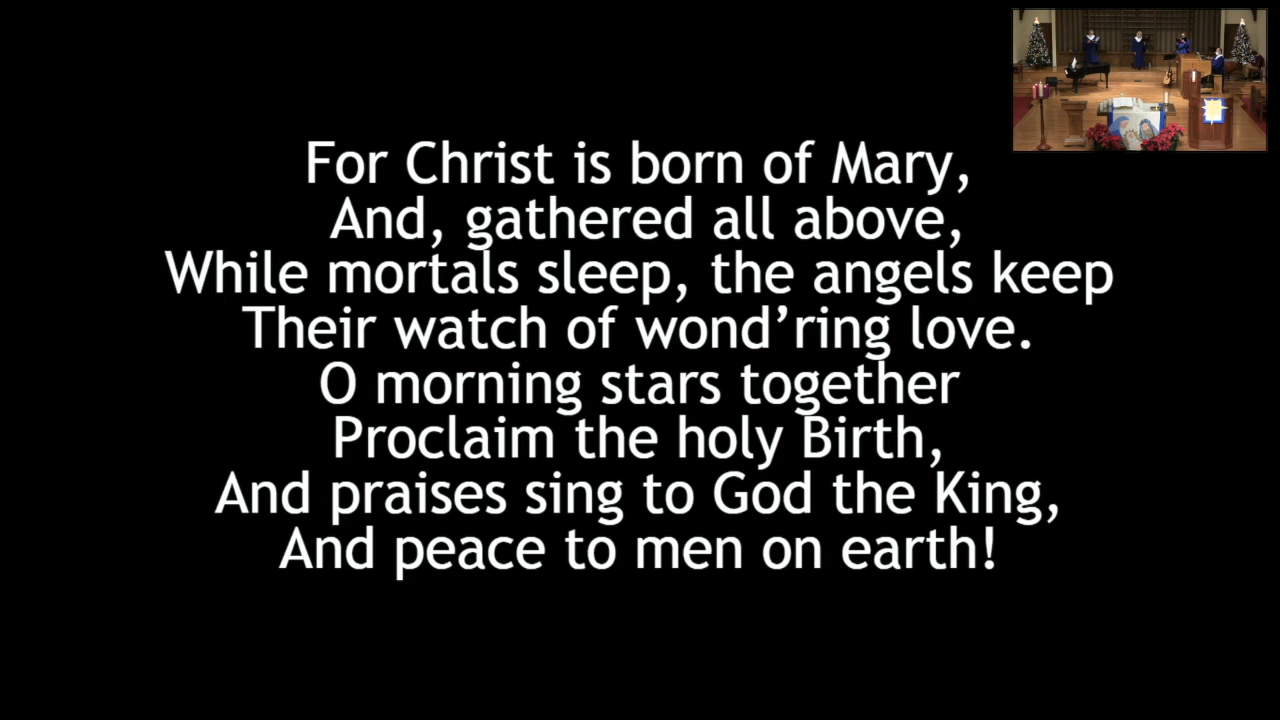 For Christ is born of Mary,
And, gathered all above,
While mortals sleep, the angels keep
Their watch of wond’ring love.
O morning stars together
Proclaim the holy Birth,
And praises sing to God the King,
And peace to men on earth!